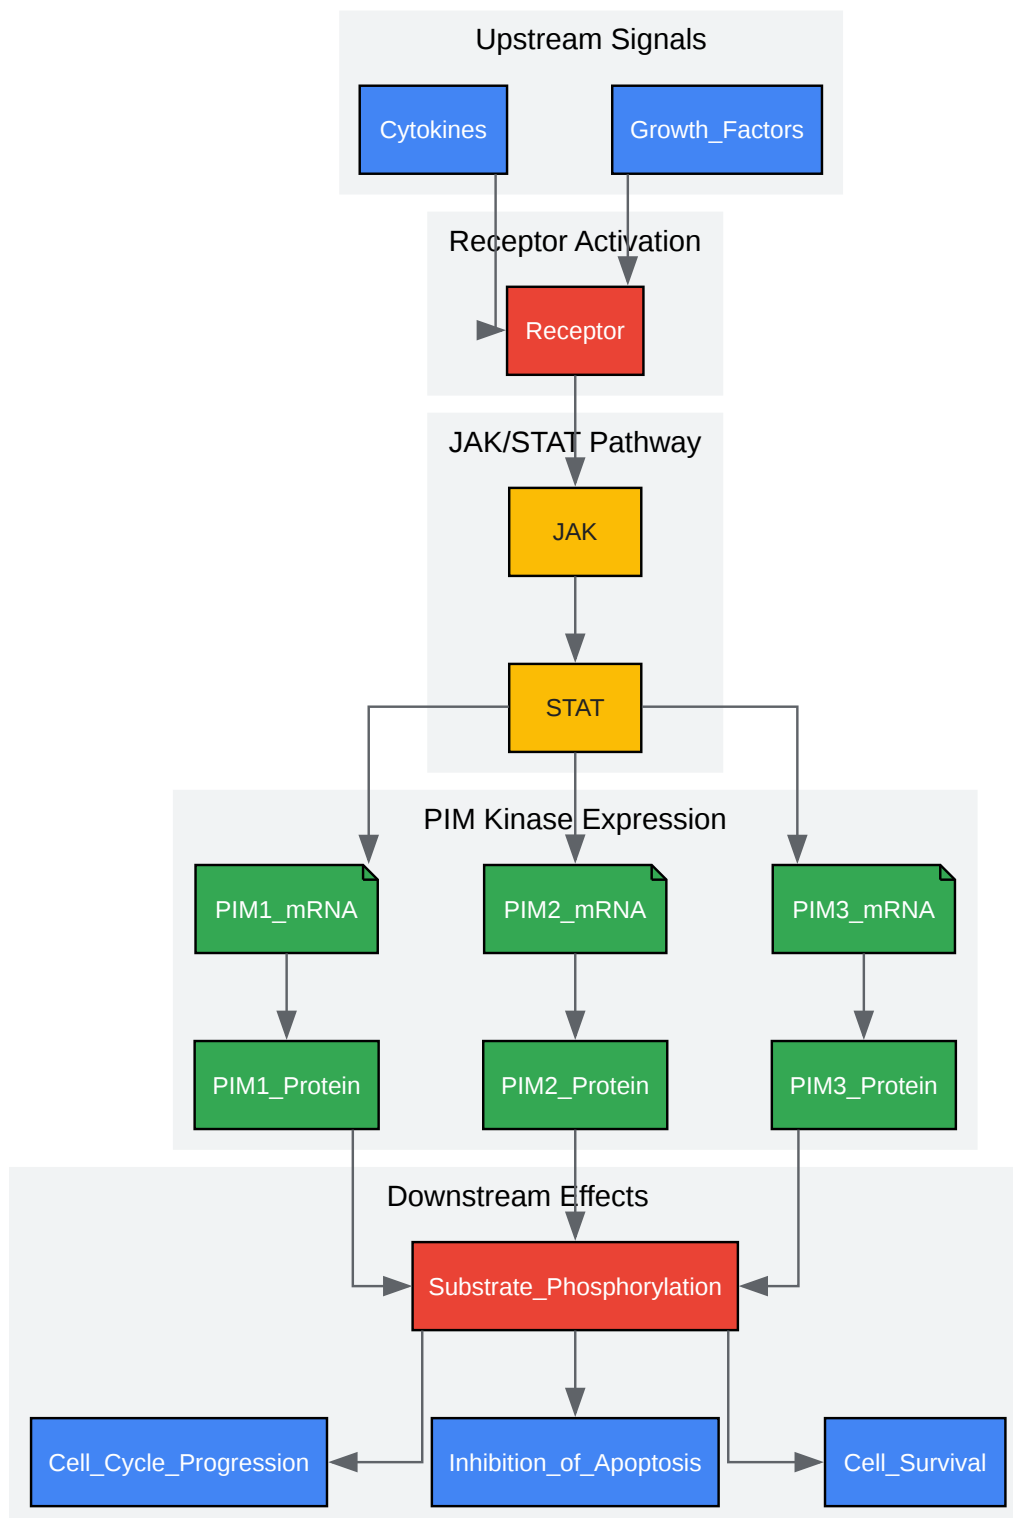 Upstream Signals
Cytokines
Growth_Factors
Receptor Activation
Receptor
JAK/STAT Pathway
JAK
STAT
PIM Kinase Expression
PIM1_mRNA
PIM2_mRNA
PIM3_mRNA
PIM1_Protein
PIM2_Protein
PIM3_Protein
Downstream Effects
Substrate_Phosphorylation
Cell_Cycle_Progression
Inhibition_of_Apoptosis
Cell_Survival